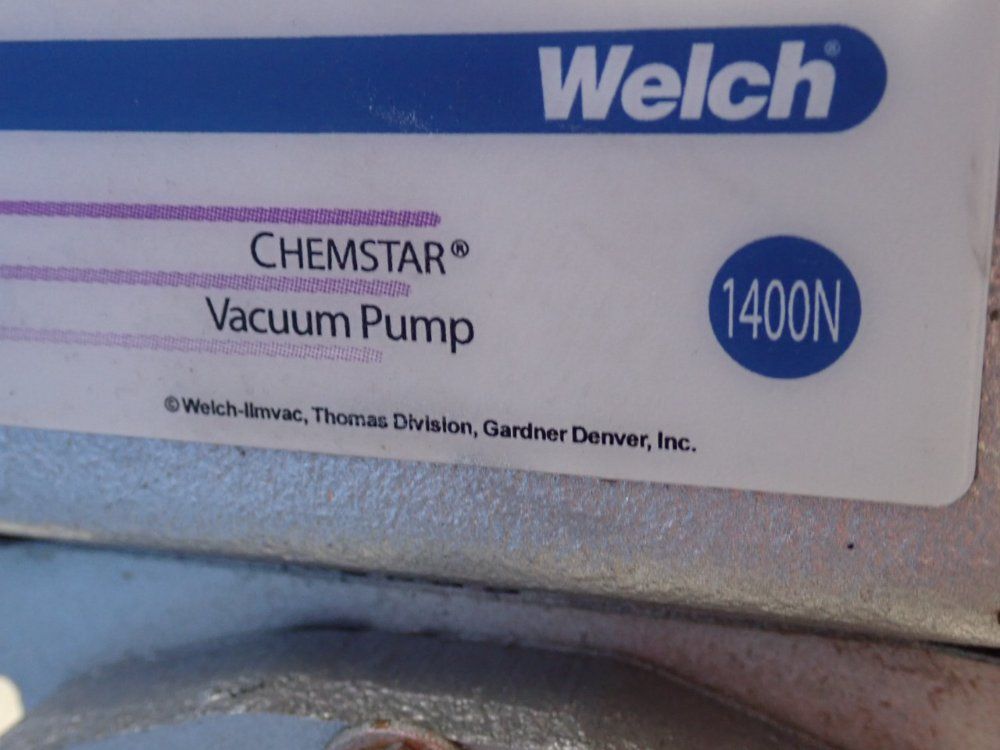 Welch®
CHEMSTAR®
Vacuum Pump
1400N
©Welch-Ilmvac, Thomas Division, Gardner Denver, Inc.